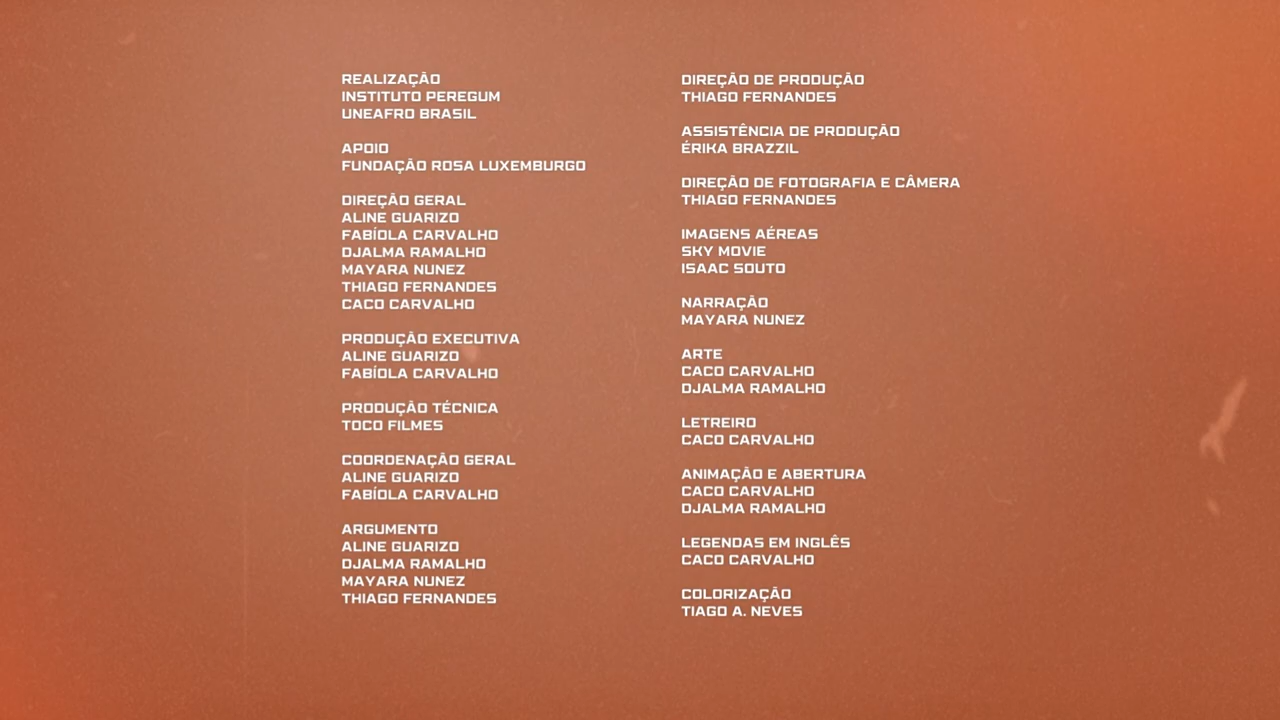 REALIZAÇÃO
INSTITUTO PEREGUM
UNEAFRO BRASIL
APOIO
FUNDAÇÃO ROSA LUXEMBURGO
DIREÇÃO GERAL
ALINE GUARIZO
FABÍOLA CARVALHO
DJALMA RAMALHO
MAYARA NUNEZ
THIAGO FERNANDES
CACO CARVALHO
PRODUÇÃO EXECUTIVA
ALINE GUARIZO
FABÍOLA CARVALHO
PRODUÇÃO TÉCNICA
TOCO FILMES
COORDENAÇÃO GERAL
ALINE GUARIZO
FABÍOLA CARVALHO
ARGUMENTO
ALINE GUARIZO
DJALMA RAMALHO
MAYARA NUNEZ
THIAGO FERNANDES
DIREÇÃO DE PRODUÇÃO
THIAGO FERNANDES
ASSISTÊNCIA DE PRODUÇÃO
ÉRIKA BRAZZIL
DIREÇÃO DE FOTOGRAFIA E CÂMERA
THIAGO FERNANDES
IMAGENS AÉREAS
SKY MOVIE
ISAAC SOUTO
NARRAÇÃO
MAYARA NUNEZ
ARTE
CACO CARVALHO
DJALMA RAMALHO
LETREIRO
CACO CARVALHO
ANIMAÇÃO E ABERTURA
CACO CARVALHO
DJALMA RAMALHO
LEGENDAS EM INGLÊS
CACO CARVALHO
COLORIZAÇÃO
TIAGO A. NEVES